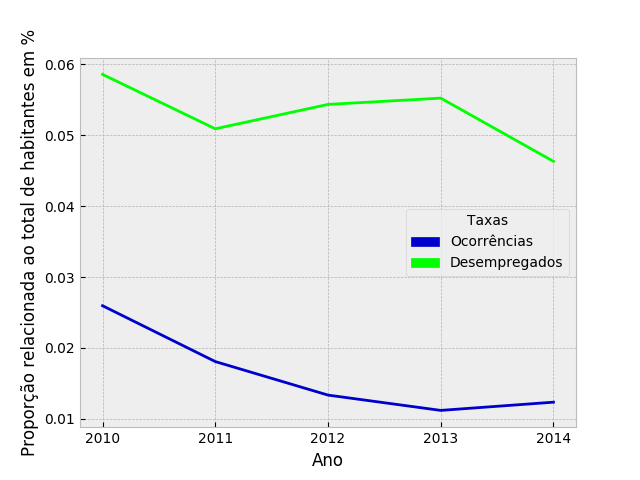 Proporção relacionada ao total de habitantes em %
0.06
0.05
0.04
0.03
0.02
0.01
Taxas
Ocorrências
Desempregados
2010 2011 2012 2013 2014
Ano